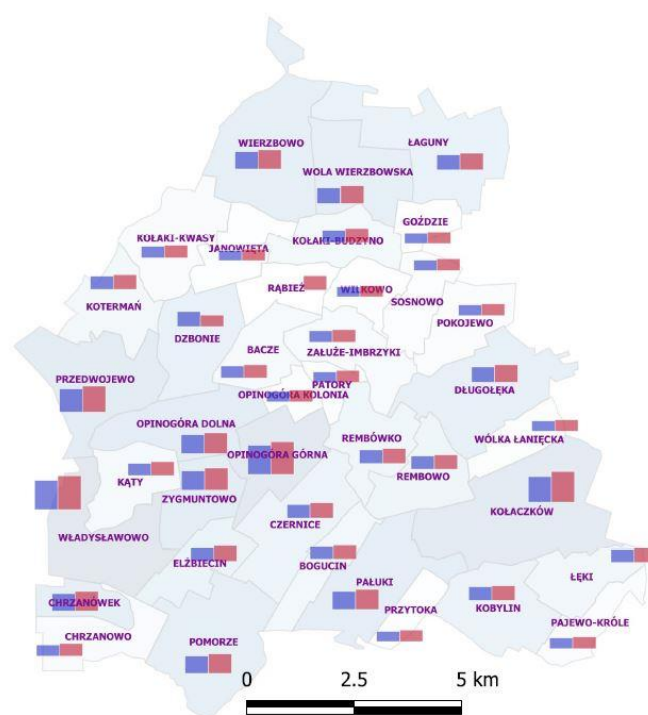 WIERZBOWO
ŁAGUNY
WOLA WIERZBOWSKA
GOŹDZIE
KOŁAKI-KWASY
KOŁAKI-BUDZYNO
JANOWIĘTA
RĄBIEŻ
WILKOWO
SOSNOWO
KOTERMAŃ
POKOJEWO
DZBONIE
BACZE
ZAŁUŻE-IMBRZYKI
PRZEDWOJEWO
PATORY
DŁUGOŁĘKA
OPINOGÓRA KOLONIA
OPINOGÓRA DOLNA
REMBÓWKO
WÓLKA ŁANIĘCKA
OPINOGÓRA GÓRNA
KĄTY
REMBOWO
ZYGMUNTOWO
KOŁACZKÓW
CZERNICE
WŁADYSŁAWOWO
ELŻBIECIN
BOGUCIN
ŁĘKI
PAŁUKI
CHRZANÓWEK
PRZYTOKA
KOBYLIN
PAJEWO-KRÓLE
CHRZANOWO
POMORZE
0 2.5 5 km